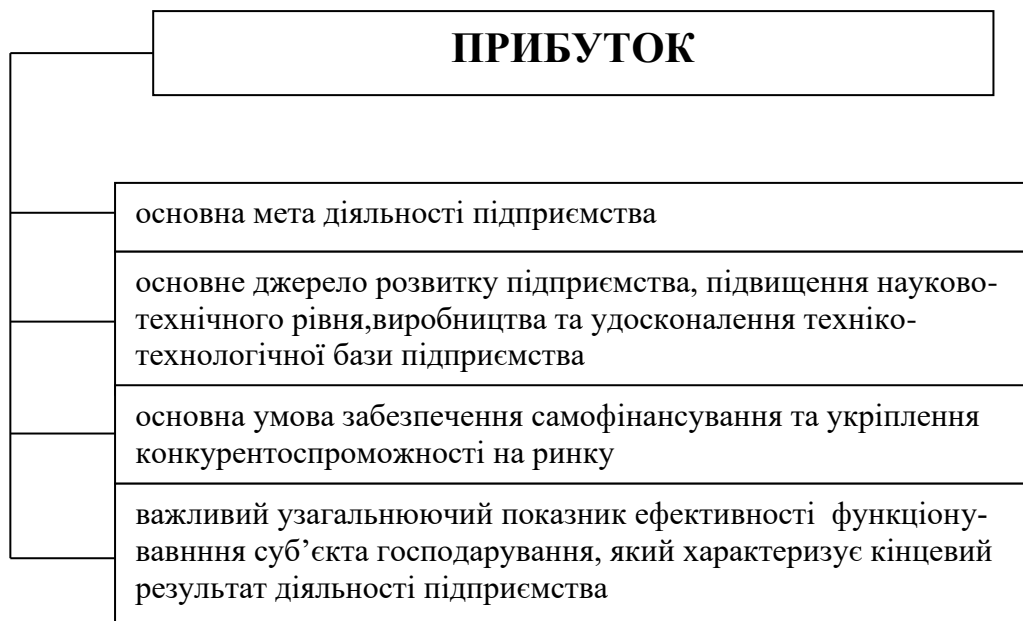 ПРИБУТОК
основна мета діяльності підприємства
основне джерело розвитку підприємства, підвищення науково-
технічного рівня,виробництва та удосконалення техніко-
технологічної бази підприємства
основна умова забезпечення самофінансування та укріплення
конкурентоспроможності на ринку
важливий узагальнюючий показник ефективності функціону-
вавнння суб’єкта господарування, який характеризує кінцевий
результат діяльності підприємства